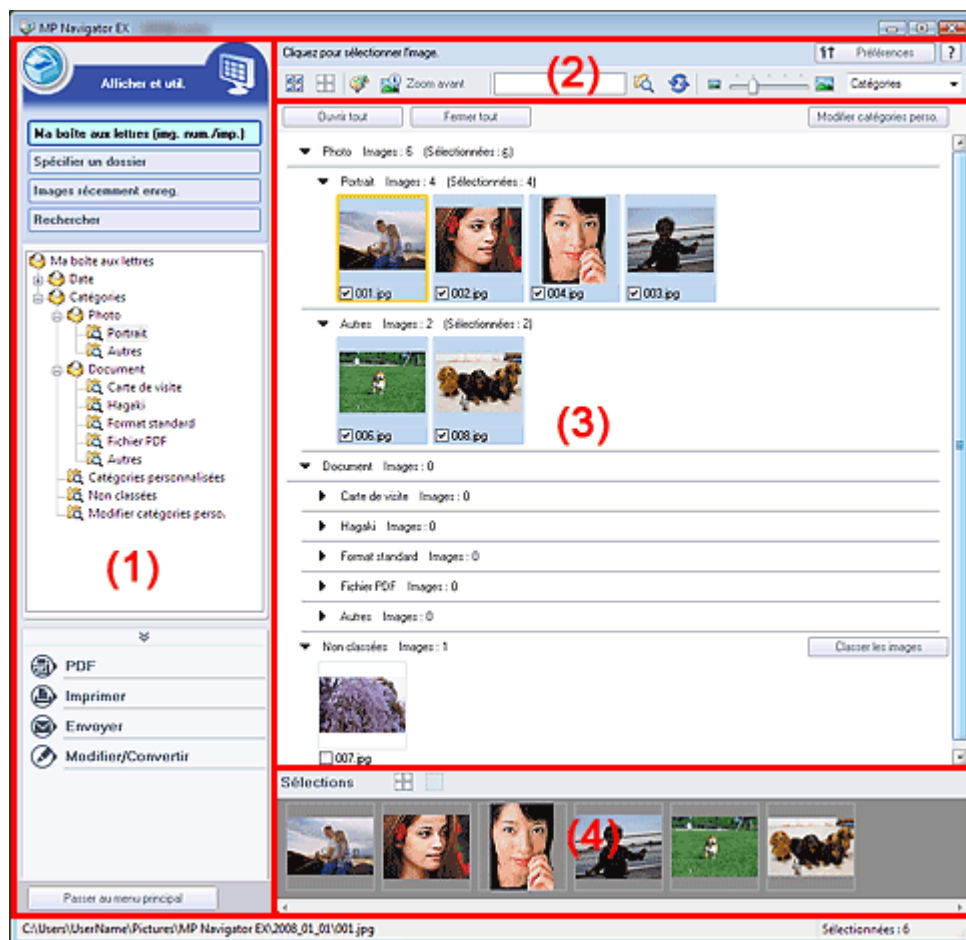 MP Navigator EX
Afficher et util.
Ma boîte aux lettres (img. num./imp.)
Spécifier un dossier
Images récemment enreg.
Rechercher
Ma boîte aux lettres
Date
Catégories
Photo
Portrait
Autres
Document
Carte de visite
Hagaki
Format standard
Fichier PDF
Autres
Catégories personnalisées
Non classées
Modifier catégories perso.
(1)
PDF
Imprimer
Envoyer
Modifier/Convertir
Passer au menu principal
Cliquez pour sélectionner l'image.
Préférences
?
Zoom avant
(2)
Catégories
Ouvrir tout
Fermer tout
Modifier catégories perso.
Photo Images : 6 (Sélectionnées : 6)
Portrait Images : 4 (Sélectionnées : 4)
001.jpg
002.jpg
004.jpg
003.jpg
Autres Images : 2 (Sélectionnées : 2)
006.jpg
008.jpg
(3)
Document Images : 0
Carte de visite Images : 0
Hagaki Images : 0
Format standard Images : 0
Fichier PDF Images : 0
Autres Images : 0
Non classées Images : 1
Classer les images
007.jpg
Sélections
(4)
C:\Users\UserName\Pictures\MP Navigator EX\2008_01_01\001.jpg
Sélectionnées : 6